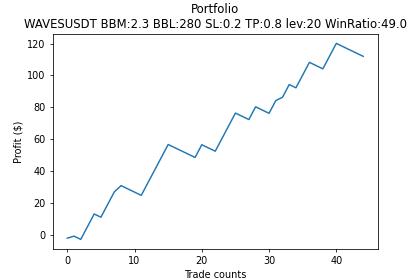 Portfolio
WAVESUSDT BBM:2.3 BBL:280 SL:0.2 TP:0.8 lev:20 WinRatio:49.0
Profit ($)
120
100
80
60
40
20
0
0 10 20 30 40
Trade counts